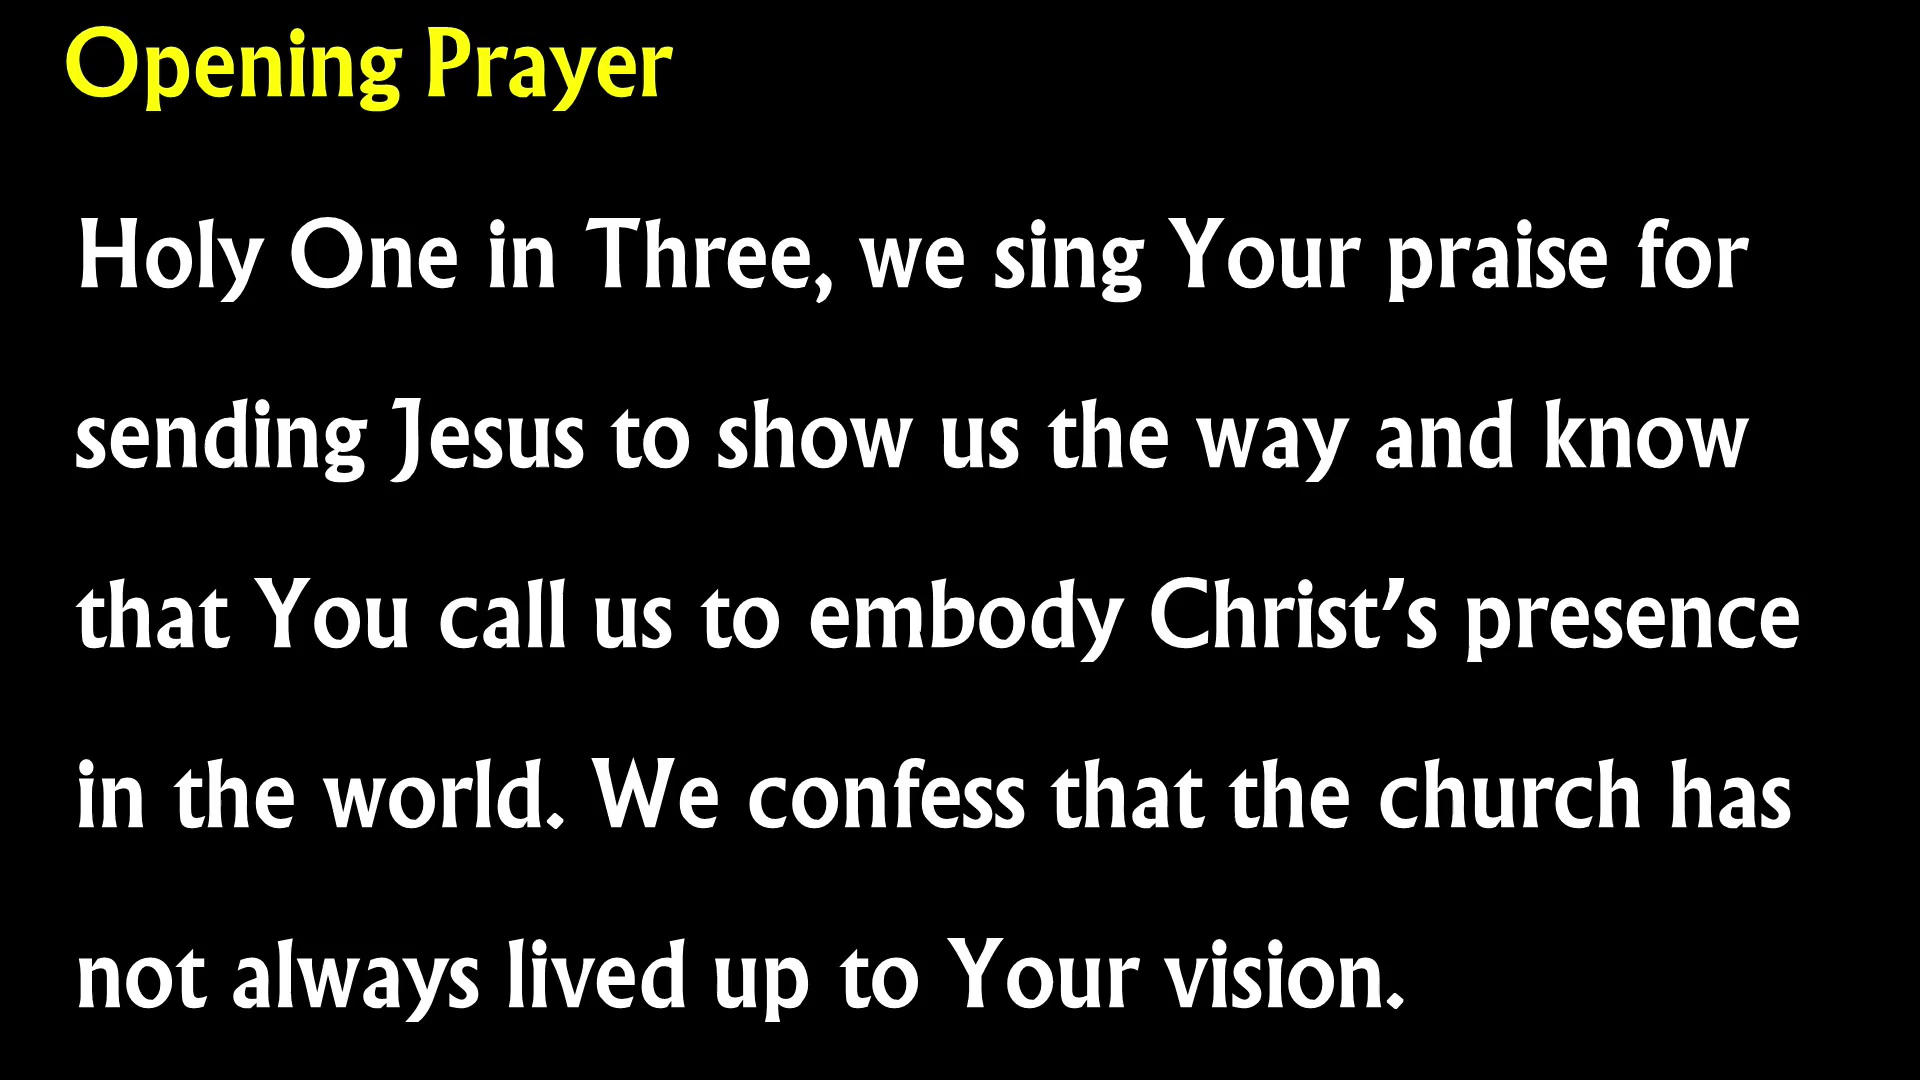 Opening Prayer
Holy One in Three, we sing Your praise for
sending Jesus to show us the way and know
that You call us to embody Christ’s presence
in the world. We confess that the church has
not always lived up to Your vision.